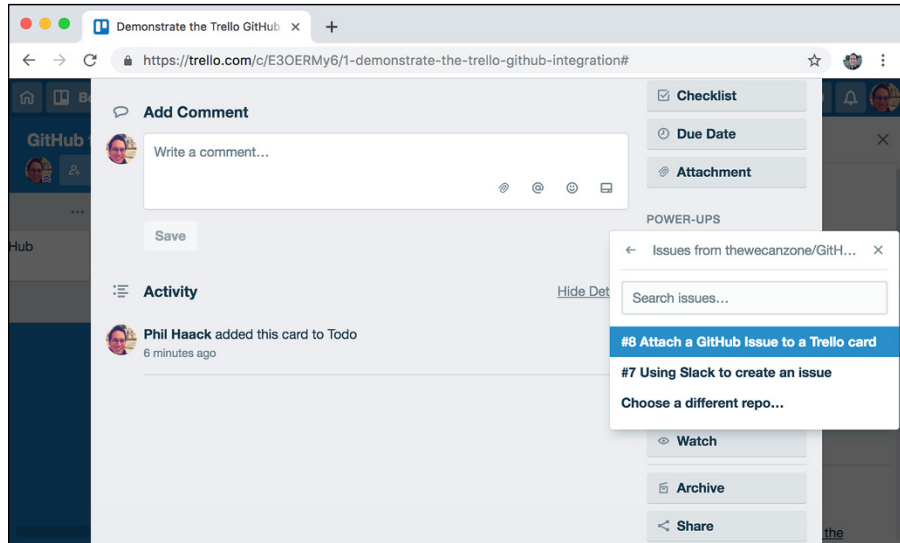 Demonstrate the Trello GitHub
https://trello.com/c/E3OERMy6/1-demonstrate-the-trello-github-integration#
GitHub
Hub
Add Comment
Write a comment…
Save
Activity
Hide Det
Phil Haack added this card to Todo
6 minutes ago
Checklist
Due Date
Attachment
POWER-UPS
Issues from thewecanzone/GitH…
Search issues…
#8 Attach a GitHub Issue to a Trello card
#7 Using Slack to create an issue
Choose a different repo…
Watch
Archive
Share
the